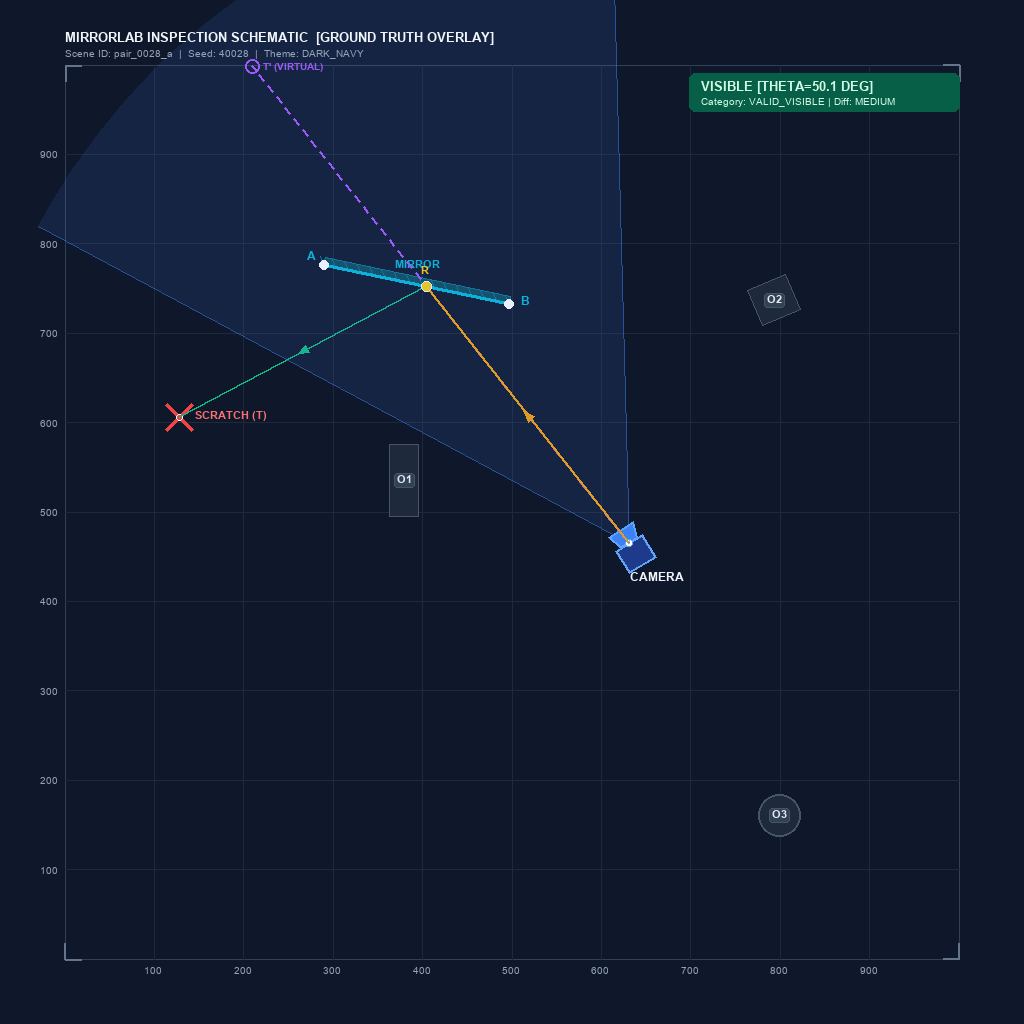 MIRRORLAB INSPECTION SCHEMATIC [GROUND TRUTH OVERLAY]
Scene ID: pair_0028_a | Seed: 40028 | Theme: DARK_NAVY
T' (VIRTUAL)
VISIBLE [THETA=50.1 DEG]
Category: VALID_VISIBLE | Diff: MEDIUM
900
800
A
MIRROR
R
B
O2
700
600
SCRATCH (T)
O1
500
CAMERA
400
300
200
O3
100
100 200 300 400 500 600 700 800 900